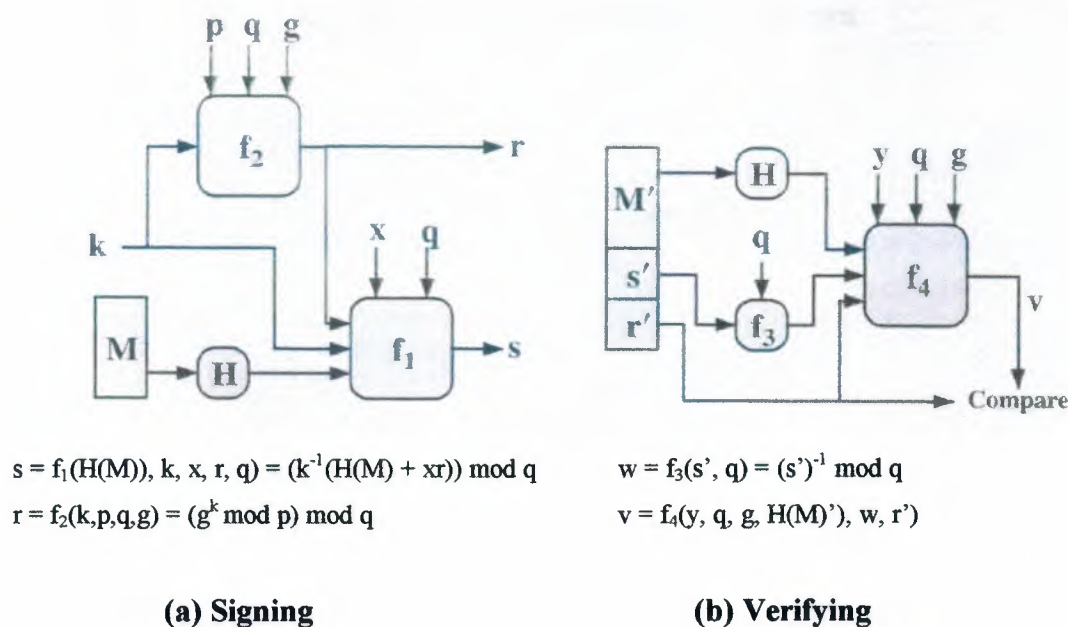 p q g
f₂
r
k
x q
f₁
s
M
H
s = f₁(H(M)), k, x, r, q) = (k⁻¹(H(M) + xr)) mod q
r = f₂(k,p,q,g) = (gᵏ mod p) mod q
(a) Signing
y q g
M′
H
q
s′
f₃
f₄
r′
v
Compare
w = f₃(s’, q) = (s’)⁻¹ mod q
v = f₄(y, q, g, H(M)’), w, r’)
(b) Verifying